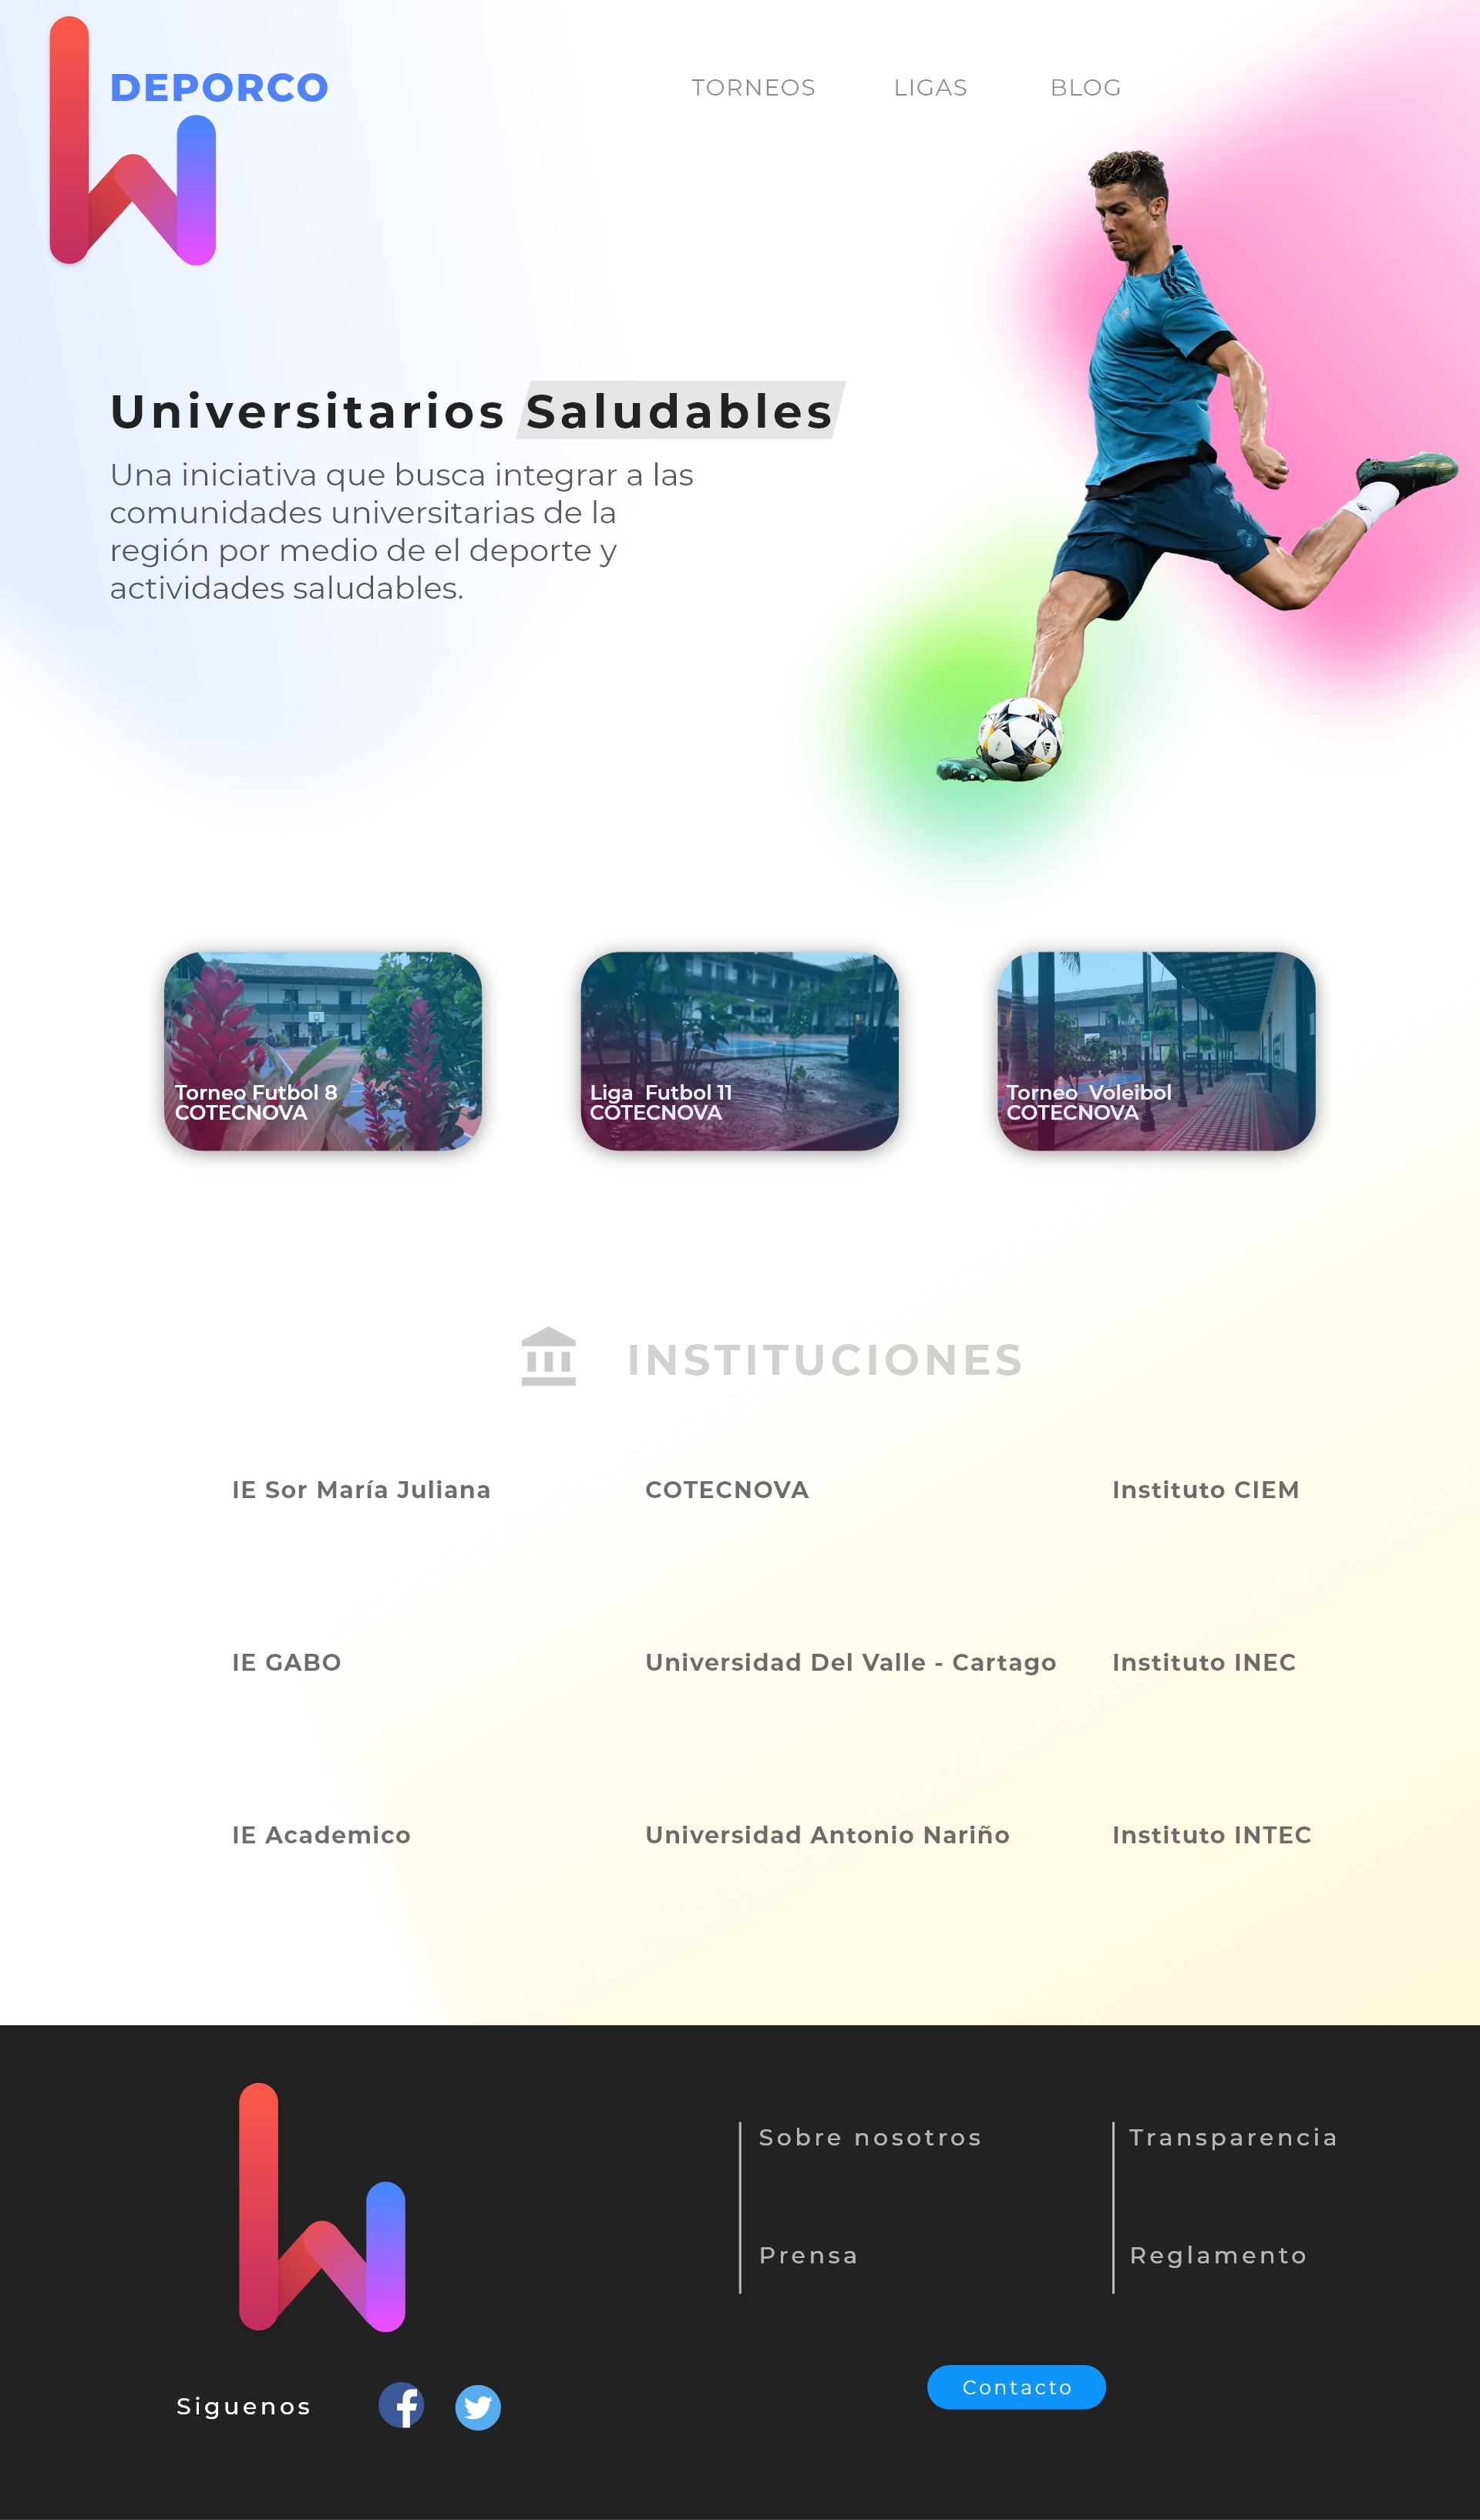 DEPORCO
TORNEOS
LIGAS
BLOG
Universitarios Saludables
Una iniciativa que busca integrar a las
comunidades universitarias de la
región por medio de el deporte y
actividades saludables.
Torneo Futbol 8
COTECNOVA
Liga Futbol 11
COTECNOVA
Torneo Voleibol
COTECNOVA
INSTITUCIONES
IE Sor María Juliana
COTECNOVA
Instituto CIEM
IE GABO
Universidad Del Valle - Cartago
Instituto INEC
IE Academico
Universidad Antonio Nariño
Instituto INTEC
Sobre nosotros
Transparencia
Prensa
Reglamento
Siguenos
Contacto